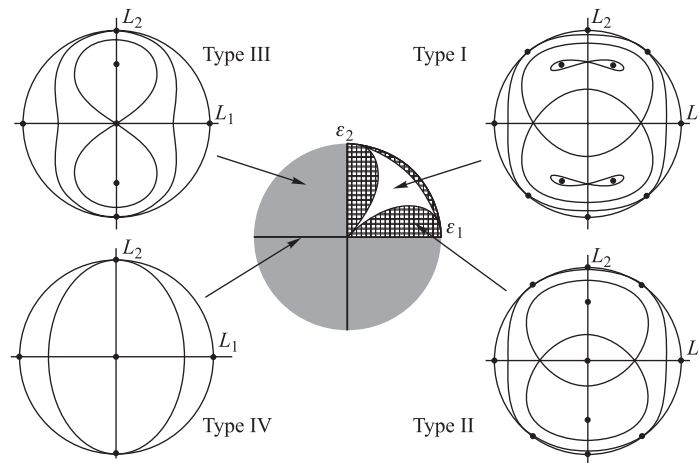 L₂
Type III
L₁
L₂
Type I
L
ε₂
ε₁
L₂
L₁
Type IV
L₂
L
Type II